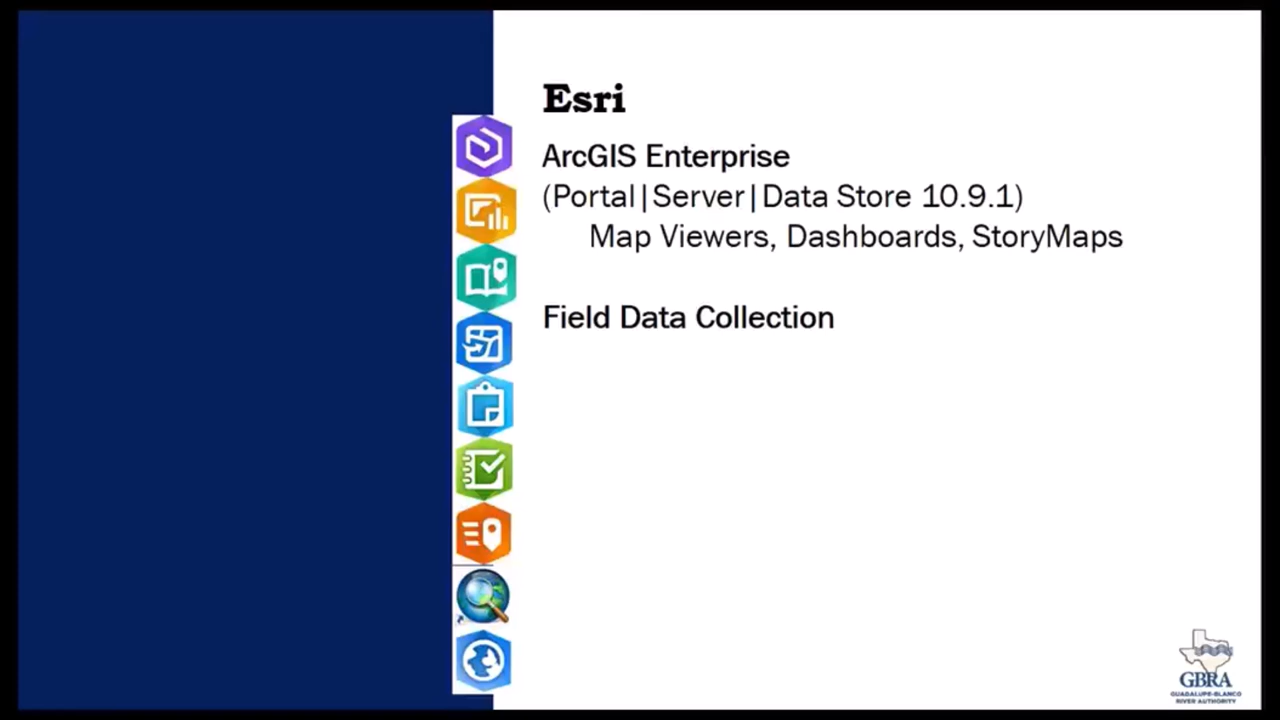 Esri
ArcGIS Enterprise
(Portal|Server|Data Store 10.9.1)
Map Viewers, Dashboards, StoryMaps
Field Data Collection
GBRA
GUADALUPE-BLANCO
RIVER AUTHORITY